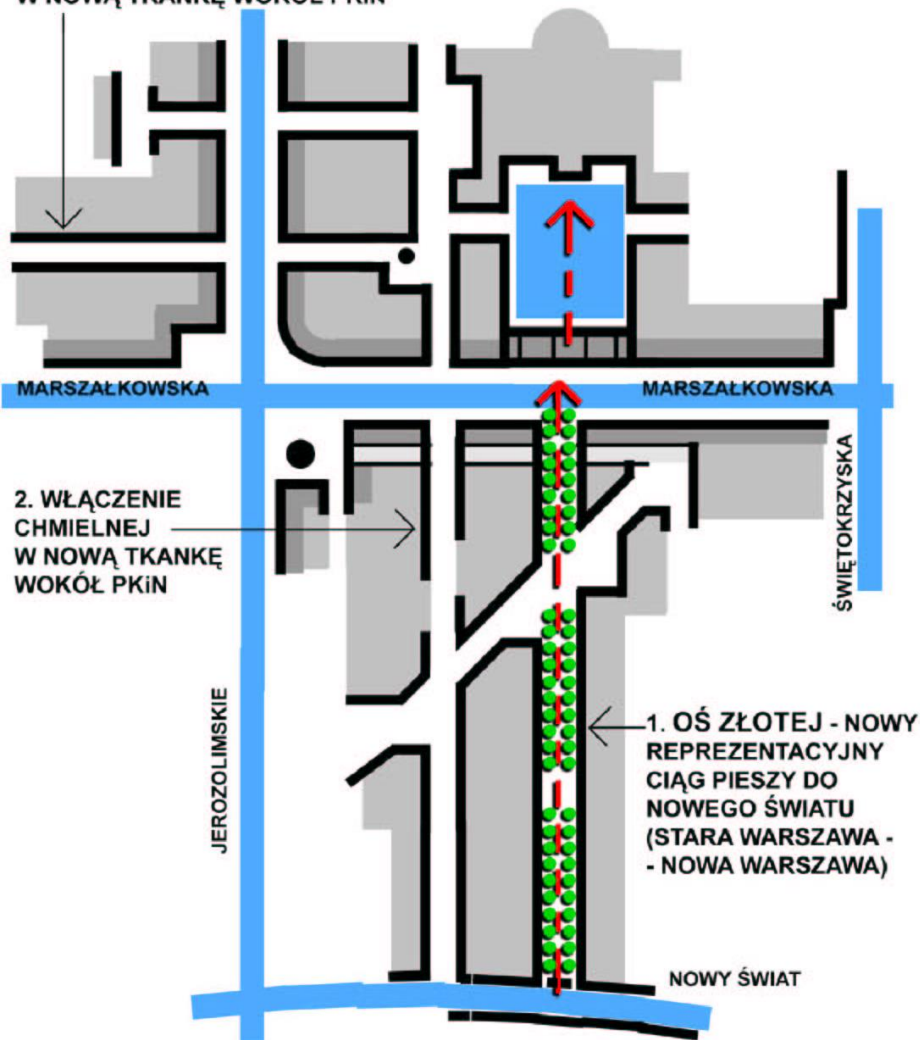 W NOWĄ TKANKĘ WOKÓŁ PKiN
MARSZAŁKOWSKA
MARSZAŁKOWSKA
ŚWIĘTOKRZYSKA
2. WŁĄCZENIE
CHMIELNEJ
W NOWĄ TKANKĘ
WOKÓŁ PKiN
JEROZOLIMSKIE
1. OŚ ZŁOTEJ - NOWY
REPREZENTACYJNY
CIĄG PIESZY DO
NOWEGO ŚWIATU
(STARA WARSZAWA -
- NOWA WARSZAWA)
NOWY ŚWIAT